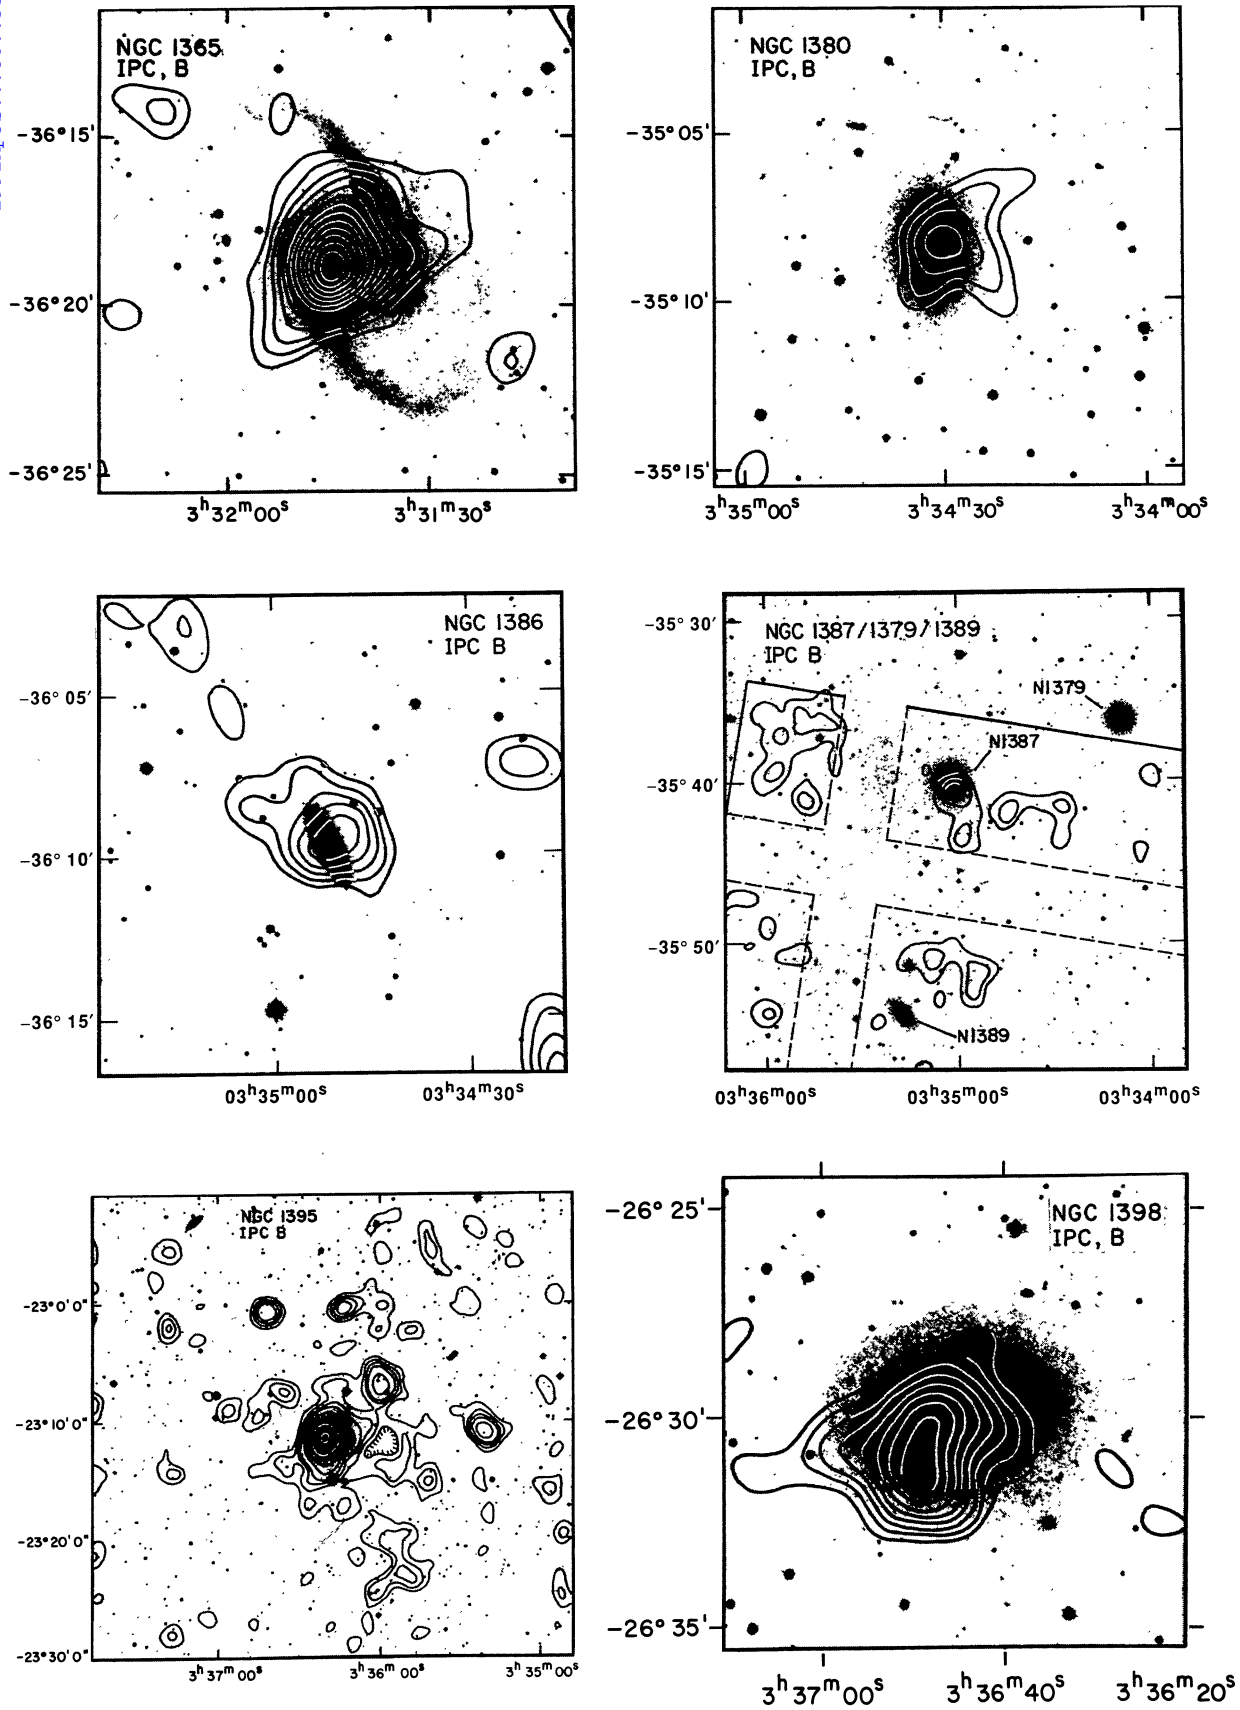 NGC 1365
IPC, B
-36°15'
-36°20'
-36°25'
3ʰ32ᵐ00ˢ 3ʰ31ᵐ30ˢ
NGC 1380
IPC, B
-35°05'
-35°10'
-35°15'
3ʰ35ᵐ00ˢ 3ʰ34ᵐ30ˢ 3ʰ34ᵐ00ˢ
NGC 1386
IPC B
-36° 05'
-36° 10'
-36° 15'
03ʰ35ᵐ00ˢ 03ʰ34ᵐ30ˢ
NGC 1387/1379/1389
IPC B
-35° 30'
N1379
N1387
-35° 40'
-35° 50'
N1389
03ʰ36ᵐ00ˢ 03ʰ35ᵐ00ˢ 03ʰ34ᵐ00ˢ
NGC 1395
IPC B
-23°0' 0"
-23°10' 0"
-23°20' 0"
-23°30' 0"
3ʰ37ᵐ00ˢ 3ʰ36ᵐ00ˢ 3ʰ35ᵐ00ˢ
NGC 1398
IPC, B
-26° 25'
-26° 30'
-26° 35'
3ʰ37ᵐ00ˢ 3ʰ36ᵐ40ˢ 3ʰ36ᵐ20ˢ